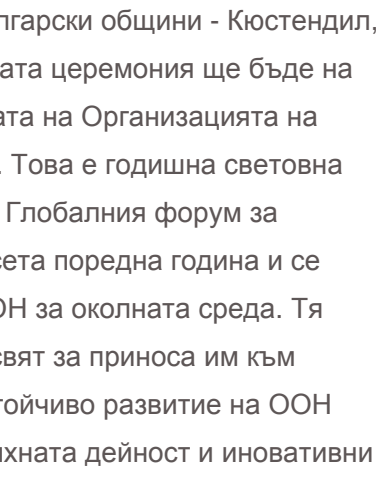 лгарски общини - Кюстендил,
ата церемония ще бъде на
ата на Организацията на
. Това е годишна световна
Глобалния форум за
сета поредна година и се
ОН за околната среда. Тя
свят за приноса им към
тойчиво развитие на ООН
яхната дейност и иновативни